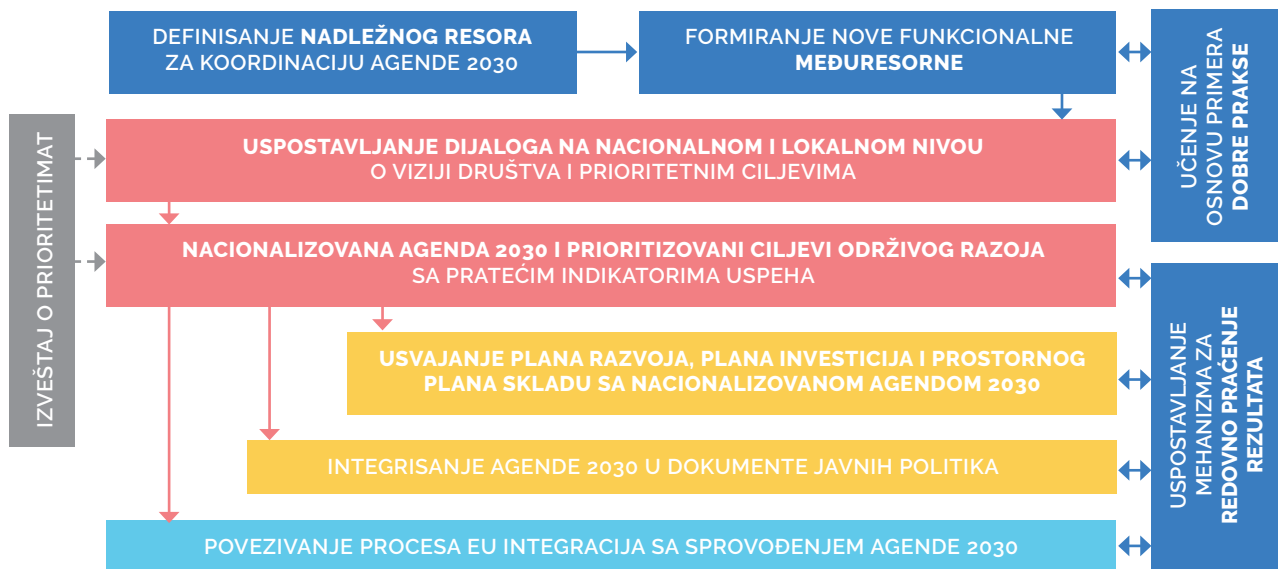 DEFINISANJE NADLEŽNOG RESORA
ZA KOORDINACIJU AGENDE 2030
FORMIRANJE NOVE FUNKCIONALNE
MEĐURESORNE
UČENJE NA
OSNOVU PRIMERA
DOBRE PRAKSE
IZVEŠTAJ O PRIORITETIMAT
USPOSTAVLJANJE DIJALOGA NA NACIONALNOM I LOKALNOM NIVOU
O VIZIJI DRUŠTVA I PRIORITETNIM CILJEVIMA
NACIONALIZOVANA AGENDA 2030 I PRIORITIZOVANI CILJEVI ODRŽIVOG RAZOJA
SA PRATEĆIM INDIKATORIMA USPEHA
USVAJANJE PLANA RAZVOJA, PLANA INVESTICIJA I PROSTORNOG
PLANA SKLADU SA NACIONALIZOVANOM AGENDOM 2030
INTEGRISANJE AGENDE 2030 U DOKUMENTE JAVNIH POLITIKA
POVEZIVANJE PROCESA EU INTEGRACIJA SA SPROVOĐENJEM AGENDE 2030
USPOSTAVLJANJE
MEHANIZMA ZA
REDOVNO PRAĆENJE
REZULTATA